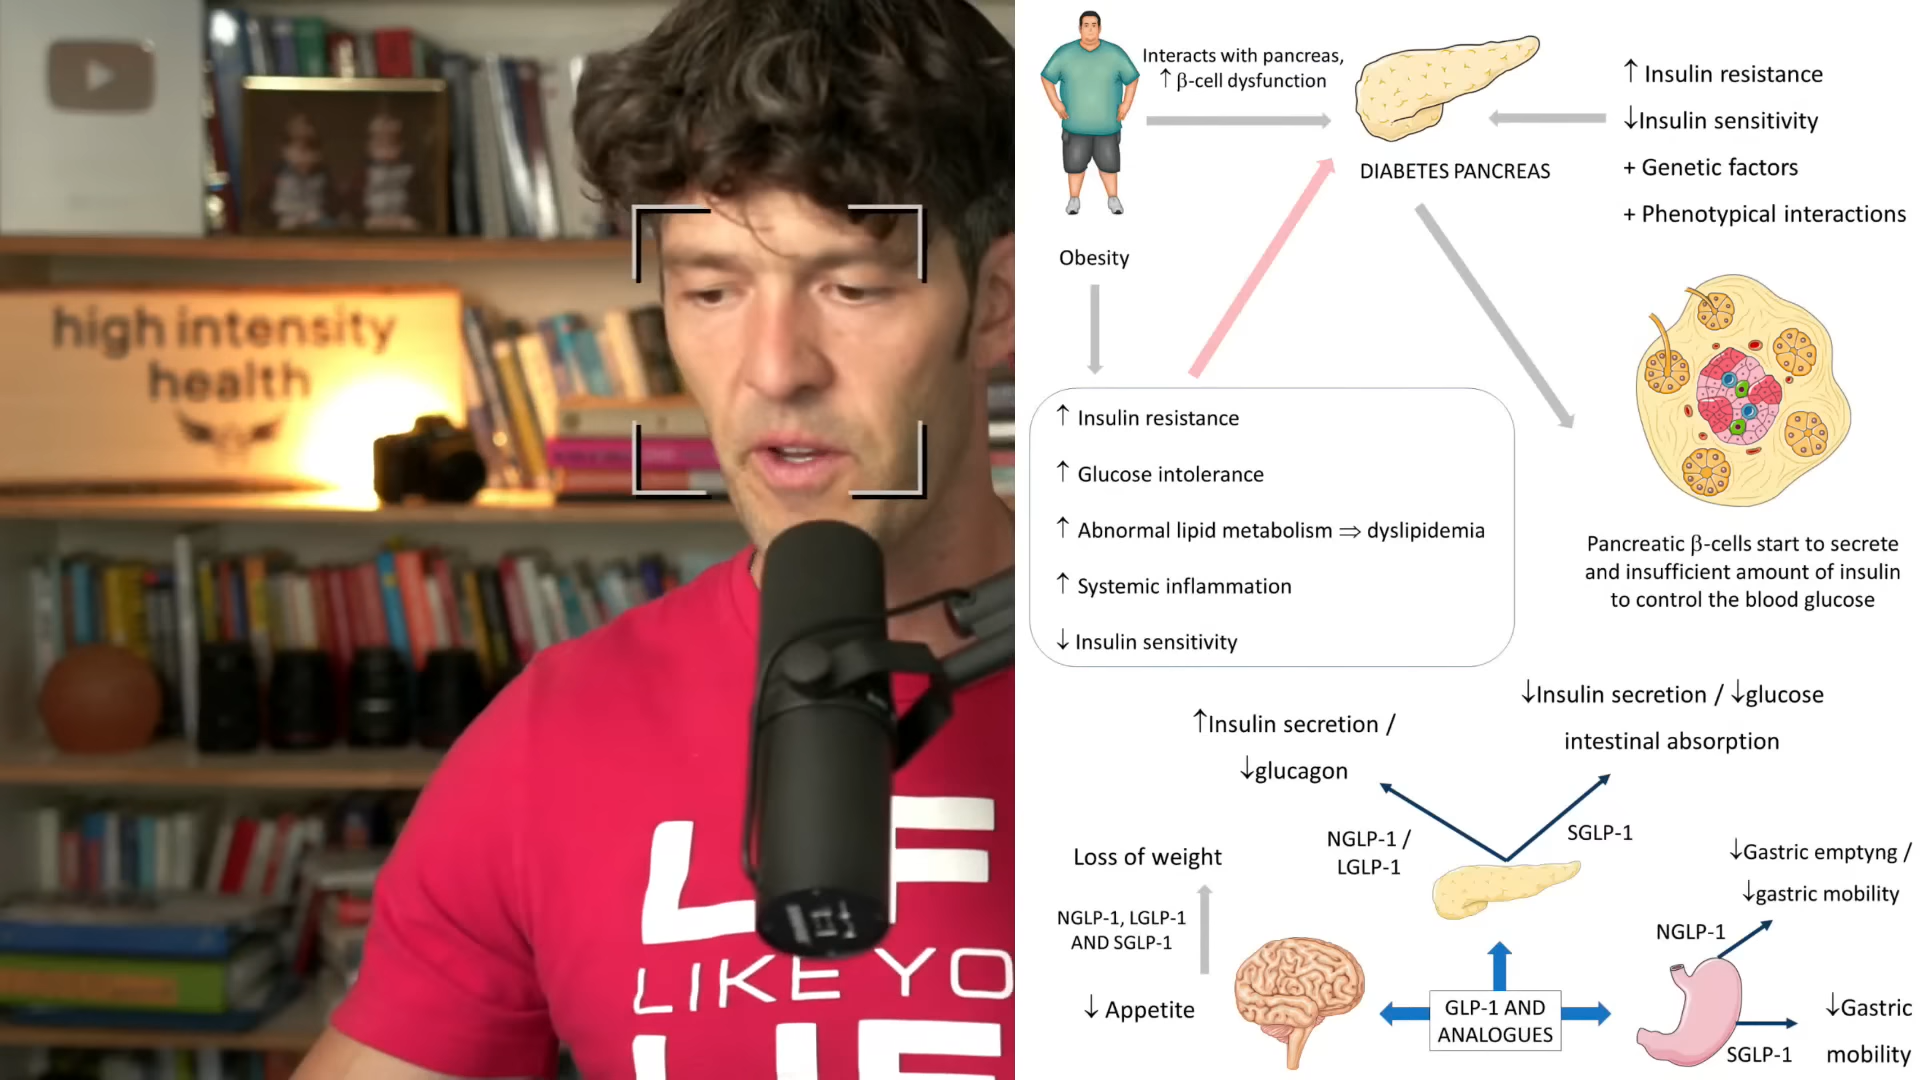 high intensity
health
L F
LIKE YO
LIF
Interacts with pancreas,
↑ β-cell dysfunction
↑ Insulin resistance
↓Insulin sensitivity
+ Genetic factors
+ Phenotypical interactions
DIABETES PANCREAS
Obesity
↑ Insulin resistance
↑ Glucose intolerance
↑ Abnormal lipid metabolism ⇒ dyslipidemia
↑ Systemic inflammation
↓ Insulin sensitivity
Pancreatic β-cells start to secrete
and insufficient amount of insulin
to control the blood glucose
↑Insulin secretion /
↓glucagon
↓Insulin secretion / ↓glucose
intestinal absorption
NGLP-1 /
LGLP-1
SGLP-1
Loss of weight
NGLP-1, LGLP-1
AND SGLP-1
↓ Appetite
GLP-1 AND
ANALOGUES
↓Gastric emptyng /
↓gastric mobility
NGLP-1
↓Gastric
mobility
SGLP-1